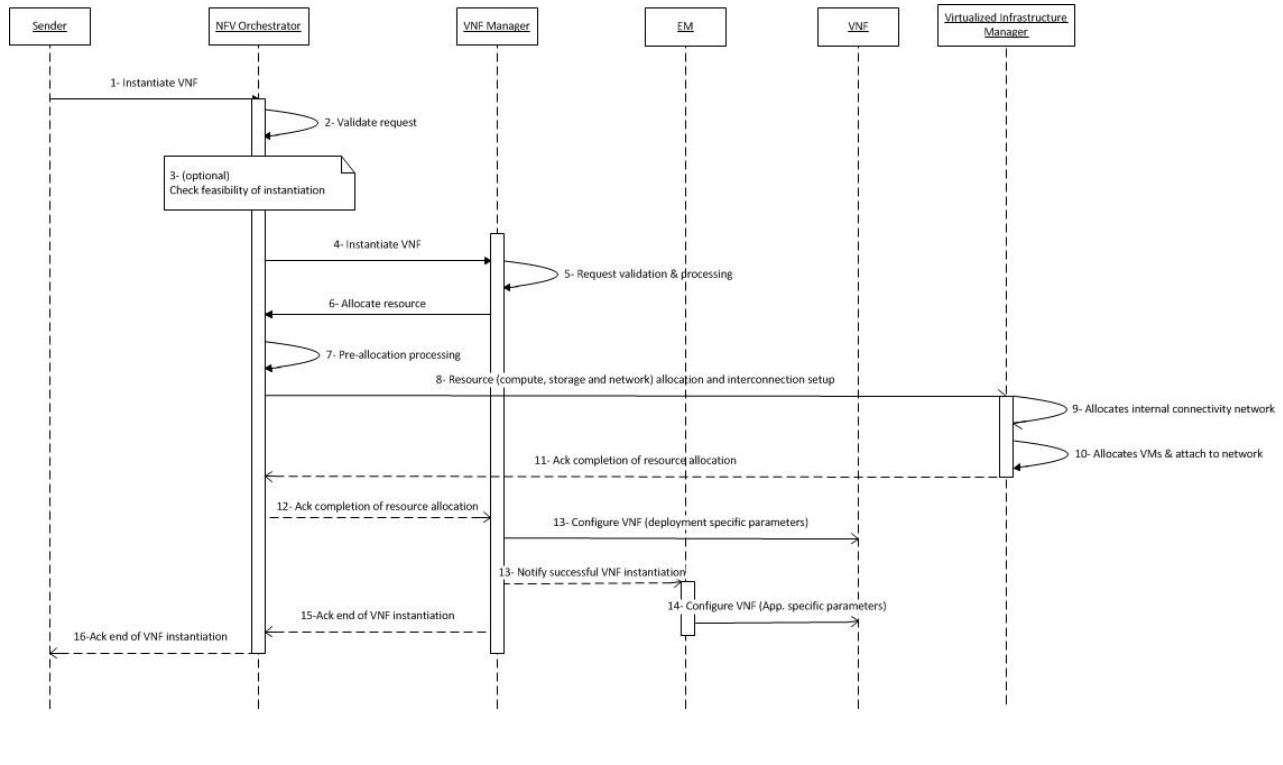 Sender
NFV Orchestrator
VNF Manager
EM
VNF
Virtualized Infrastructure
Manager
1- Instantiate VNF
2- Validate request
3- (optional)
Check feasibility of instantiation
4- Instantiate VNF
5- Request validation & processing
6- Allocate resource
7- Pre-allocation processing
8- Resource (compute, storage and network) allocation and interconnection setup
9- Allocates internal connectivity network
10- Allocates VMs & attach to network
11- Ack completion of resource allocation
12- Ack completion of resource allocation
13- Configure VNF (deployment specific parameters)
13- Notify successful VNF instantiation
14- Configure VNF (App. specific parameters)
15-Ack end of VNF instantiation
16-Ack end of VNF instantiation